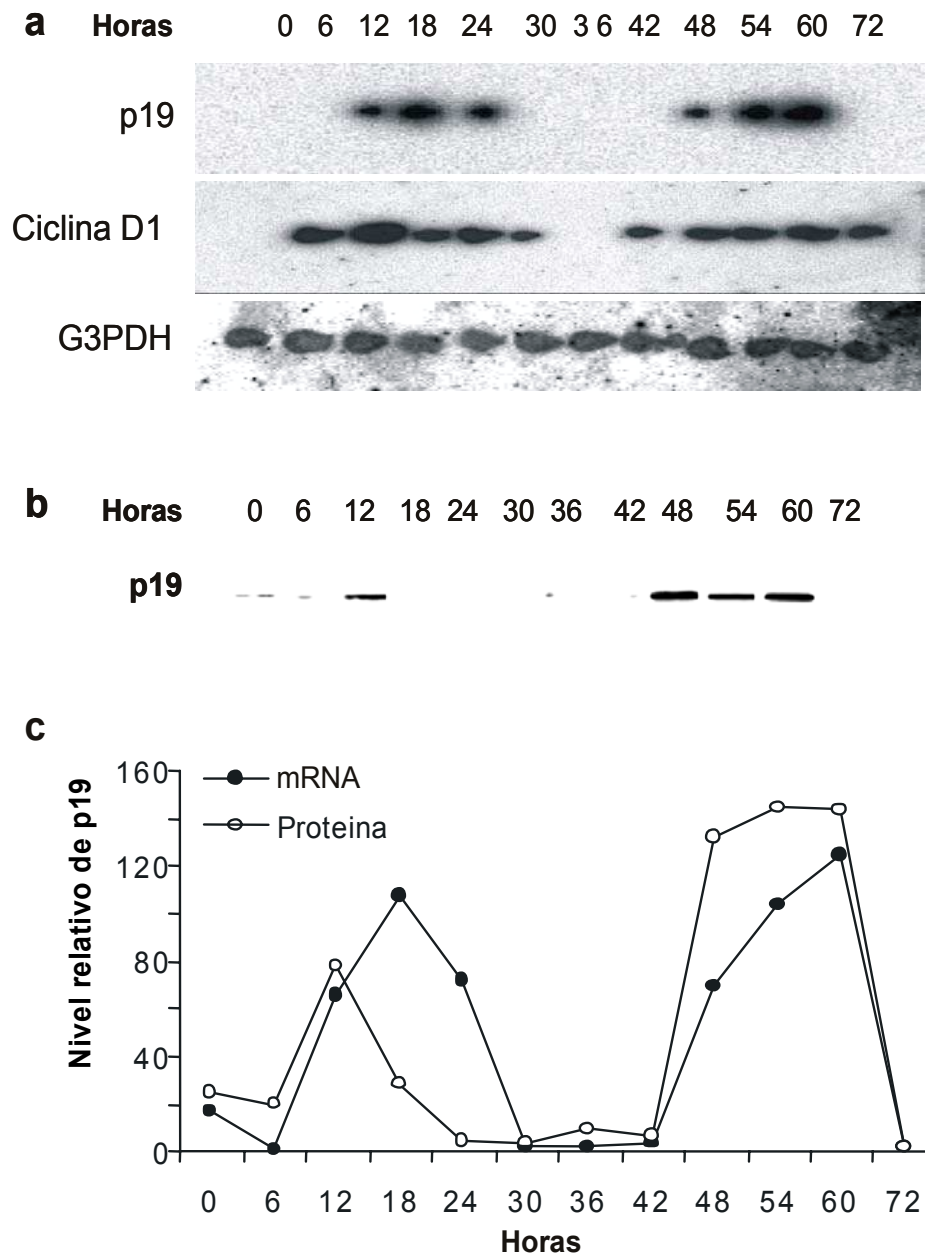 a Horas 0 6 12 18 24 30 3 6 42 48 54 60 72
p19
Ciclina D1
G3PDH
b Horas 0 6 12 18 24 30 36 42 48 54 60 72
p19
c
Nivel relativo de p19
160
120
80
40
0
mRNA
Proteina
0 6 12 18 24 30 36 42 48 54 60 72
Horas